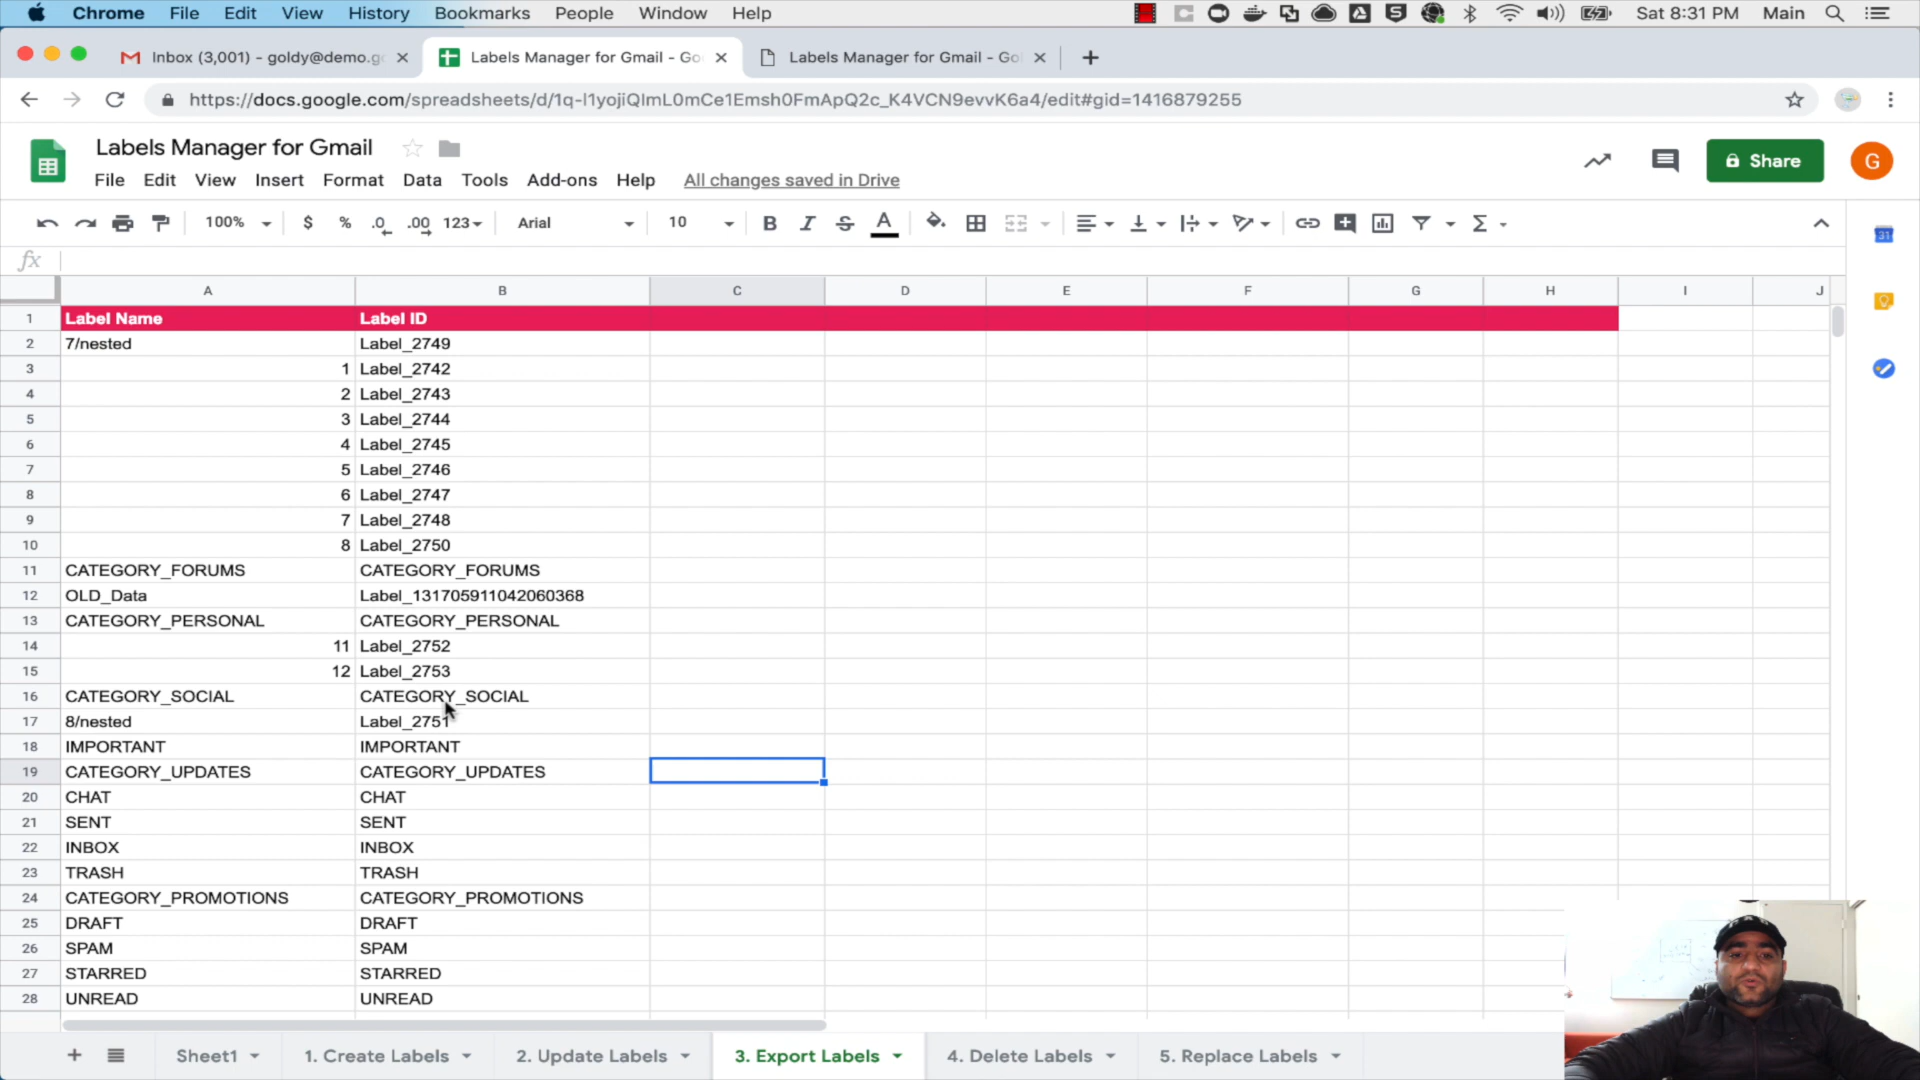 Chrome File Edit View History Bookmarks People Window Help Sat 8:31 PM Main
Inbox (3,001) - goldy@demo.g Labels Manager for Gmail - Go Labels Manager for Gmail - Go
https://docs.google.com/spreadsheets/d/1q-l1yojiQlmL0mCe1Emsh0FmApQ2c_K4VCN9evvK6a4/edit#gid=1416879255
Labels Manager for Gmail
Share G
File Edit View Insert Format Data Tools Add-ons Help All changes saved in Drive
100% $ % .0 .00 123 Arial 10 B I S A Σ
31
fx
A B C D E F G H I J
1 Label Name Label ID
2 7/nested Label_2749
3 1 Label_2742
4 2 Label_2743
5 3 Label_2744
6 4 Label_2745
7 5 Label_2746
8 6 Label_2747
9 7 Label_2748
10 8 Label_2750
11 CATEGORY_FORUMS CATEGORY_FORUMS
12 OLD_Data Label_131705911042060368
13 CATEGORY_PERSONAL CATEGORY_PERSONAL
14 11 Label_2752
15 12 Label_2753
16 CATEGORY_SOCIAL CATEGORY_SOCIAL
17 8/nested Label_2751
18 IMPORTANT IMPORTANT
19 CATEGORY_UPDATES CATEGORY_UPDATES
20 CHAT CHAT
21 SENT SENT
22 INBOX INBOX
23 TRASH TRASH
24 CATEGORY_PROMOTIONS CATEGORY_PROMOTIONS
25 DRAFT DRAFT
26 SPAM SPAM
27 STARRED STARRED
28 UNREAD UNREAD
Sheet1 1. Create Labels 2. Update Labels 3. Export Labels 4. Delete Labels 5. Replace Labels